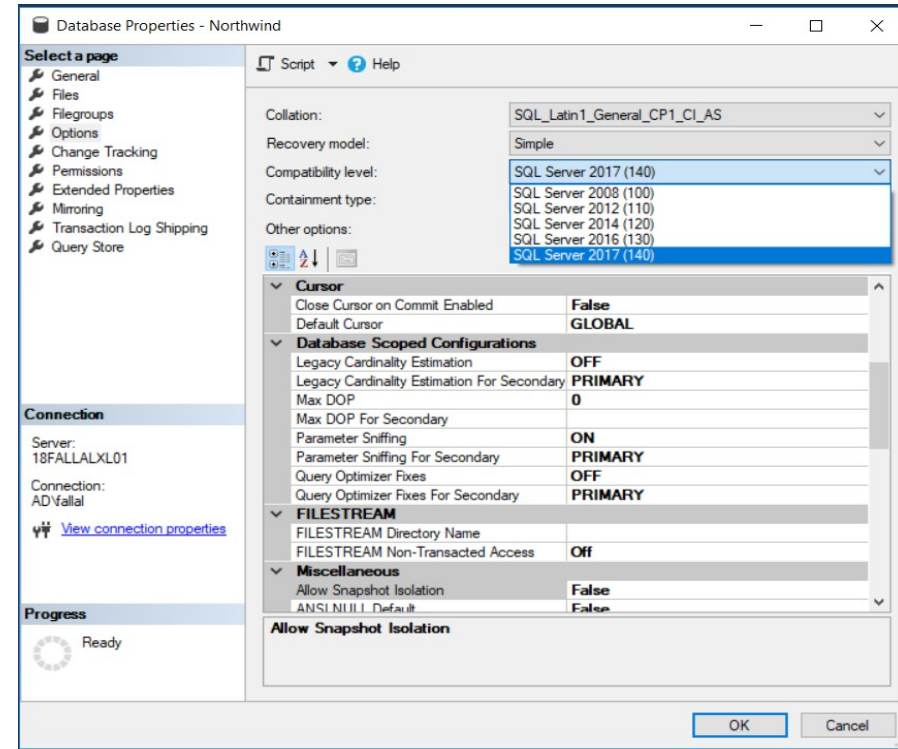 Database Properties - Northwind
Select a page
General
Files
Filegroups
Options
Change Tracking
Permissions
Extended Properties
Mirroring
Transaction Log Shipping
Query Store
Connection
Server:
18FALLALXL01
Connection:
AD\fallal
View connection properties
Progress
Ready
Script Help
Collation: SQL_Latin1_General_CP1_CI_AS
Recovery model: Simple
Compatibility level: SQL Server 2017 (140)
Containment type:
Other options:
SQL Server 2008 (100)
SQL Server 2012 (110)
SQL Server 2014 (120)
SQL Server 2016 (130)
SQL Server 2017 (140)
Cursor
Close Cursor on Commit Enabled False
Default Cursor GLOBAL
Database Scoped Configurations
Legacy Cardinality Estimation OFF
Legacy Cardinality Estimation For Secondary PRIMARY
Max DOP 0
Max DOP For Secondary
Parameter Sniffing ON
Parameter Sniffing For Secondary PRIMARY
Query Optimizer Fixes OFF
Query Optimizer Fixes For Secondary PRIMARY
FILESTREAM
FILESTREAM Directory Name
FILESTREAM Non-Transacted Access Off
Miscellaneous
Allow Snapshot Isolation False
ANSI NULL Default False
Allow Snapshot Isolation
OK Cancel